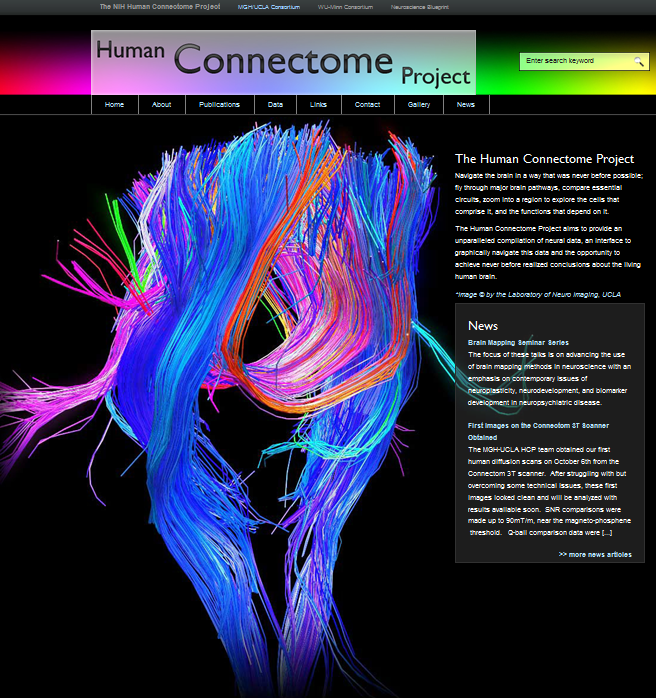 The NIH Human Connectome Project MGH/UCLA Consortium WU-Minn Consortium Neuroscience Blueprint
Human Connectome Project
Enter search keyword
Home About Publications Data Links Contact Gallery News
The Human Connectome Project
Navigate the brain in a way that was never before possible;
fly through major brain pathways, compare essential
circuits, zoom into a region to explore the cells that
comprise it, and the functions that depend on it.
The Human Connectome Project aims to provide an
unparalleled compilation of neural data, an interface to
graphically navigate this data and the opportunity to
achieve never before realized conclusions about the living
human brain.
*Image © by the Laboratory of Neuro Imaging, UCLA
News
Brain Mapping Seminar Series
The focus of these talks is on advancing the use
of brain mapping methods in neuroscience with an
emphasis on contemporary issues of
neuroplasticity, neurodevelopment, and biomarker
development in neuropsychiatric disease.
First Images on the Connectom 3T Scanner
Obtained
The MGH-UCLA HCP team obtained our first
human diffusion scans on October 6th from the
Connectom 3T scanner. After struggling with but
overcoming some technical issues, these first
images looked clean and will be analyzed with
results available soon. SNR comparisons were
made up to 90mT/m, near the magneto-phosphene
threshold. Q-ball comparison data were [...]
>> more news articles